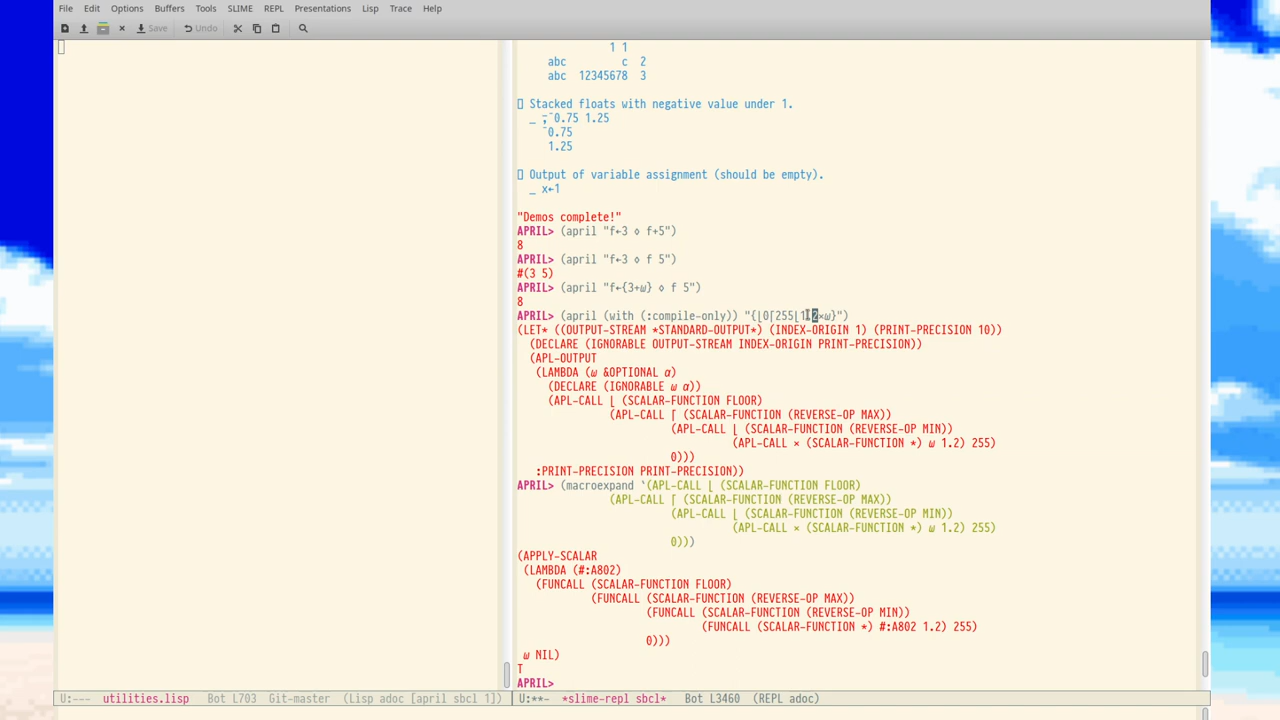 File Edit Options Buffers Tools SLIME REPL Presentations Lisp Trace Help
Save Undo
1 1
abc c 2
abc 12345678 3
Stacked floats with negative value under 1.
_ ⍪¯0.75 1.25
¯0.75
1.25
Output of variable assignment (should be empty).
_ x←1
"Demos complete!"
APRIL> (april "f←3 ⋄ f+5")
8
APRIL> (april "f←3 ⋄ f 5")
#(3 5)
APRIL> (april "f←{3+⍵} ⋄ f 5")
8
APRIL> (april (with (:compile-only)) "{⌊0⌈255⌊1.2×⍵}")
(LET* ((OUTPUT-STREAM *STANDARD-OUTPUT*) (INDEX-ORIGIN 1) (PRINT-PRECISION 10))
(DECLARE (IGNORABLE OUTPUT-STREAM INDEX-ORIGIN PRINT-PRECISION))
(APL-OUTPUT
(LAMBDA (⍵ &OPTIONAL ⍺)
(DECLARE (IGNORABLE ⍵ ⍺))
(APL-CALL ⌊ (SCALAR-FUNCTION FLOOR)
(APL-CALL ⌈ (SCALAR-FUNCTION (REVERSE-OP MAX))
(APL-CALL ⌊ (SCALAR-FUNCTION (REVERSE-OP MIN))
(APL-CALL × (SCALAR-FUNCTION *) ⍵ 1.2) 255)
0)))
:PRINT-PRECISION PRINT-PRECISION))
APRIL> (macroexpand `(APL-CALL ⌊ (SCALAR-FUNCTION FLOOR)
(APL-CALL ⌈ (SCALAR-FUNCTION (REVERSE-OP MAX))
(APL-CALL ⌊ (SCALAR-FUNCTION (REVERSE-OP MIN))
(APL-CALL × (SCALAR-FUNCTION *) ⍵ 1.2) 255)
0)))
(APPLY-SCALAR
(LAMBDA (#:A802)
(FUNCALL (SCALAR-FUNCTION FLOOR)
(FUNCALL (SCALAR-FUNCTION (REVERSE-OP MAX))
(FUNCALL (SCALAR-FUNCTION (REVERSE-OP MIN))
(FUNCALL (SCALAR-FUNCTION *) #:A802 1.2) 255)
0)))
⍵ NIL)
T
APRIL>
U:--- utilities.lisp Bot L703 Git-master (Lisp adoc [april sbcl 1])
U:**- *slime-repl sbcl* Bot L3460 (REPL adoc)